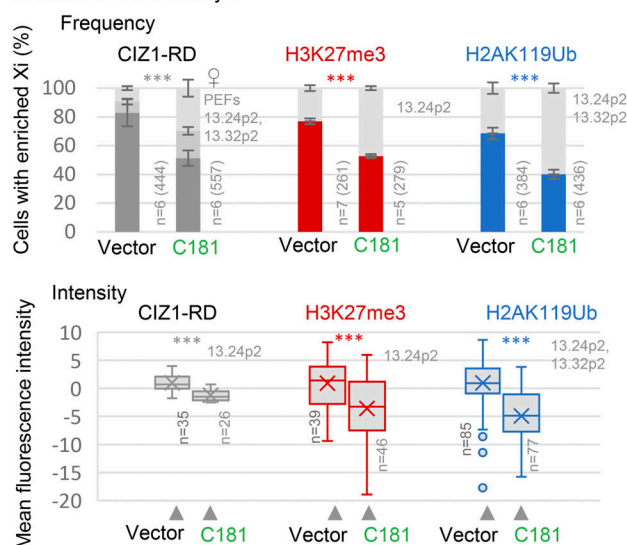 Frequency
CIZ1-RD H3K27me3 H2AK119Ub
*** *** ***
♀
PEFs
13.24p2,
13.32p2
13.24p2
13.24p2
13.32p2
Cells with enriched Xi (%)
100
80
60
40
20
0
n=6 (444)
n=6 (557)
n=7 (261)
n=5 (279)
n=6 (384)
n=6 (436)
Vector C181 Vector C181 Vector C181
Intensity
CIZ1-RD H3K27me3 H2AK119Ub
*** *** ***
13.24p2
13.24p2
13.24p2,
13.32p2
Mean fluorescence intensity
10
5
0
-5
-10
-15
-20
n=35
n=26
n=39
n=46
n=85
n=77
Vector C181 Vector C181 Vector C181